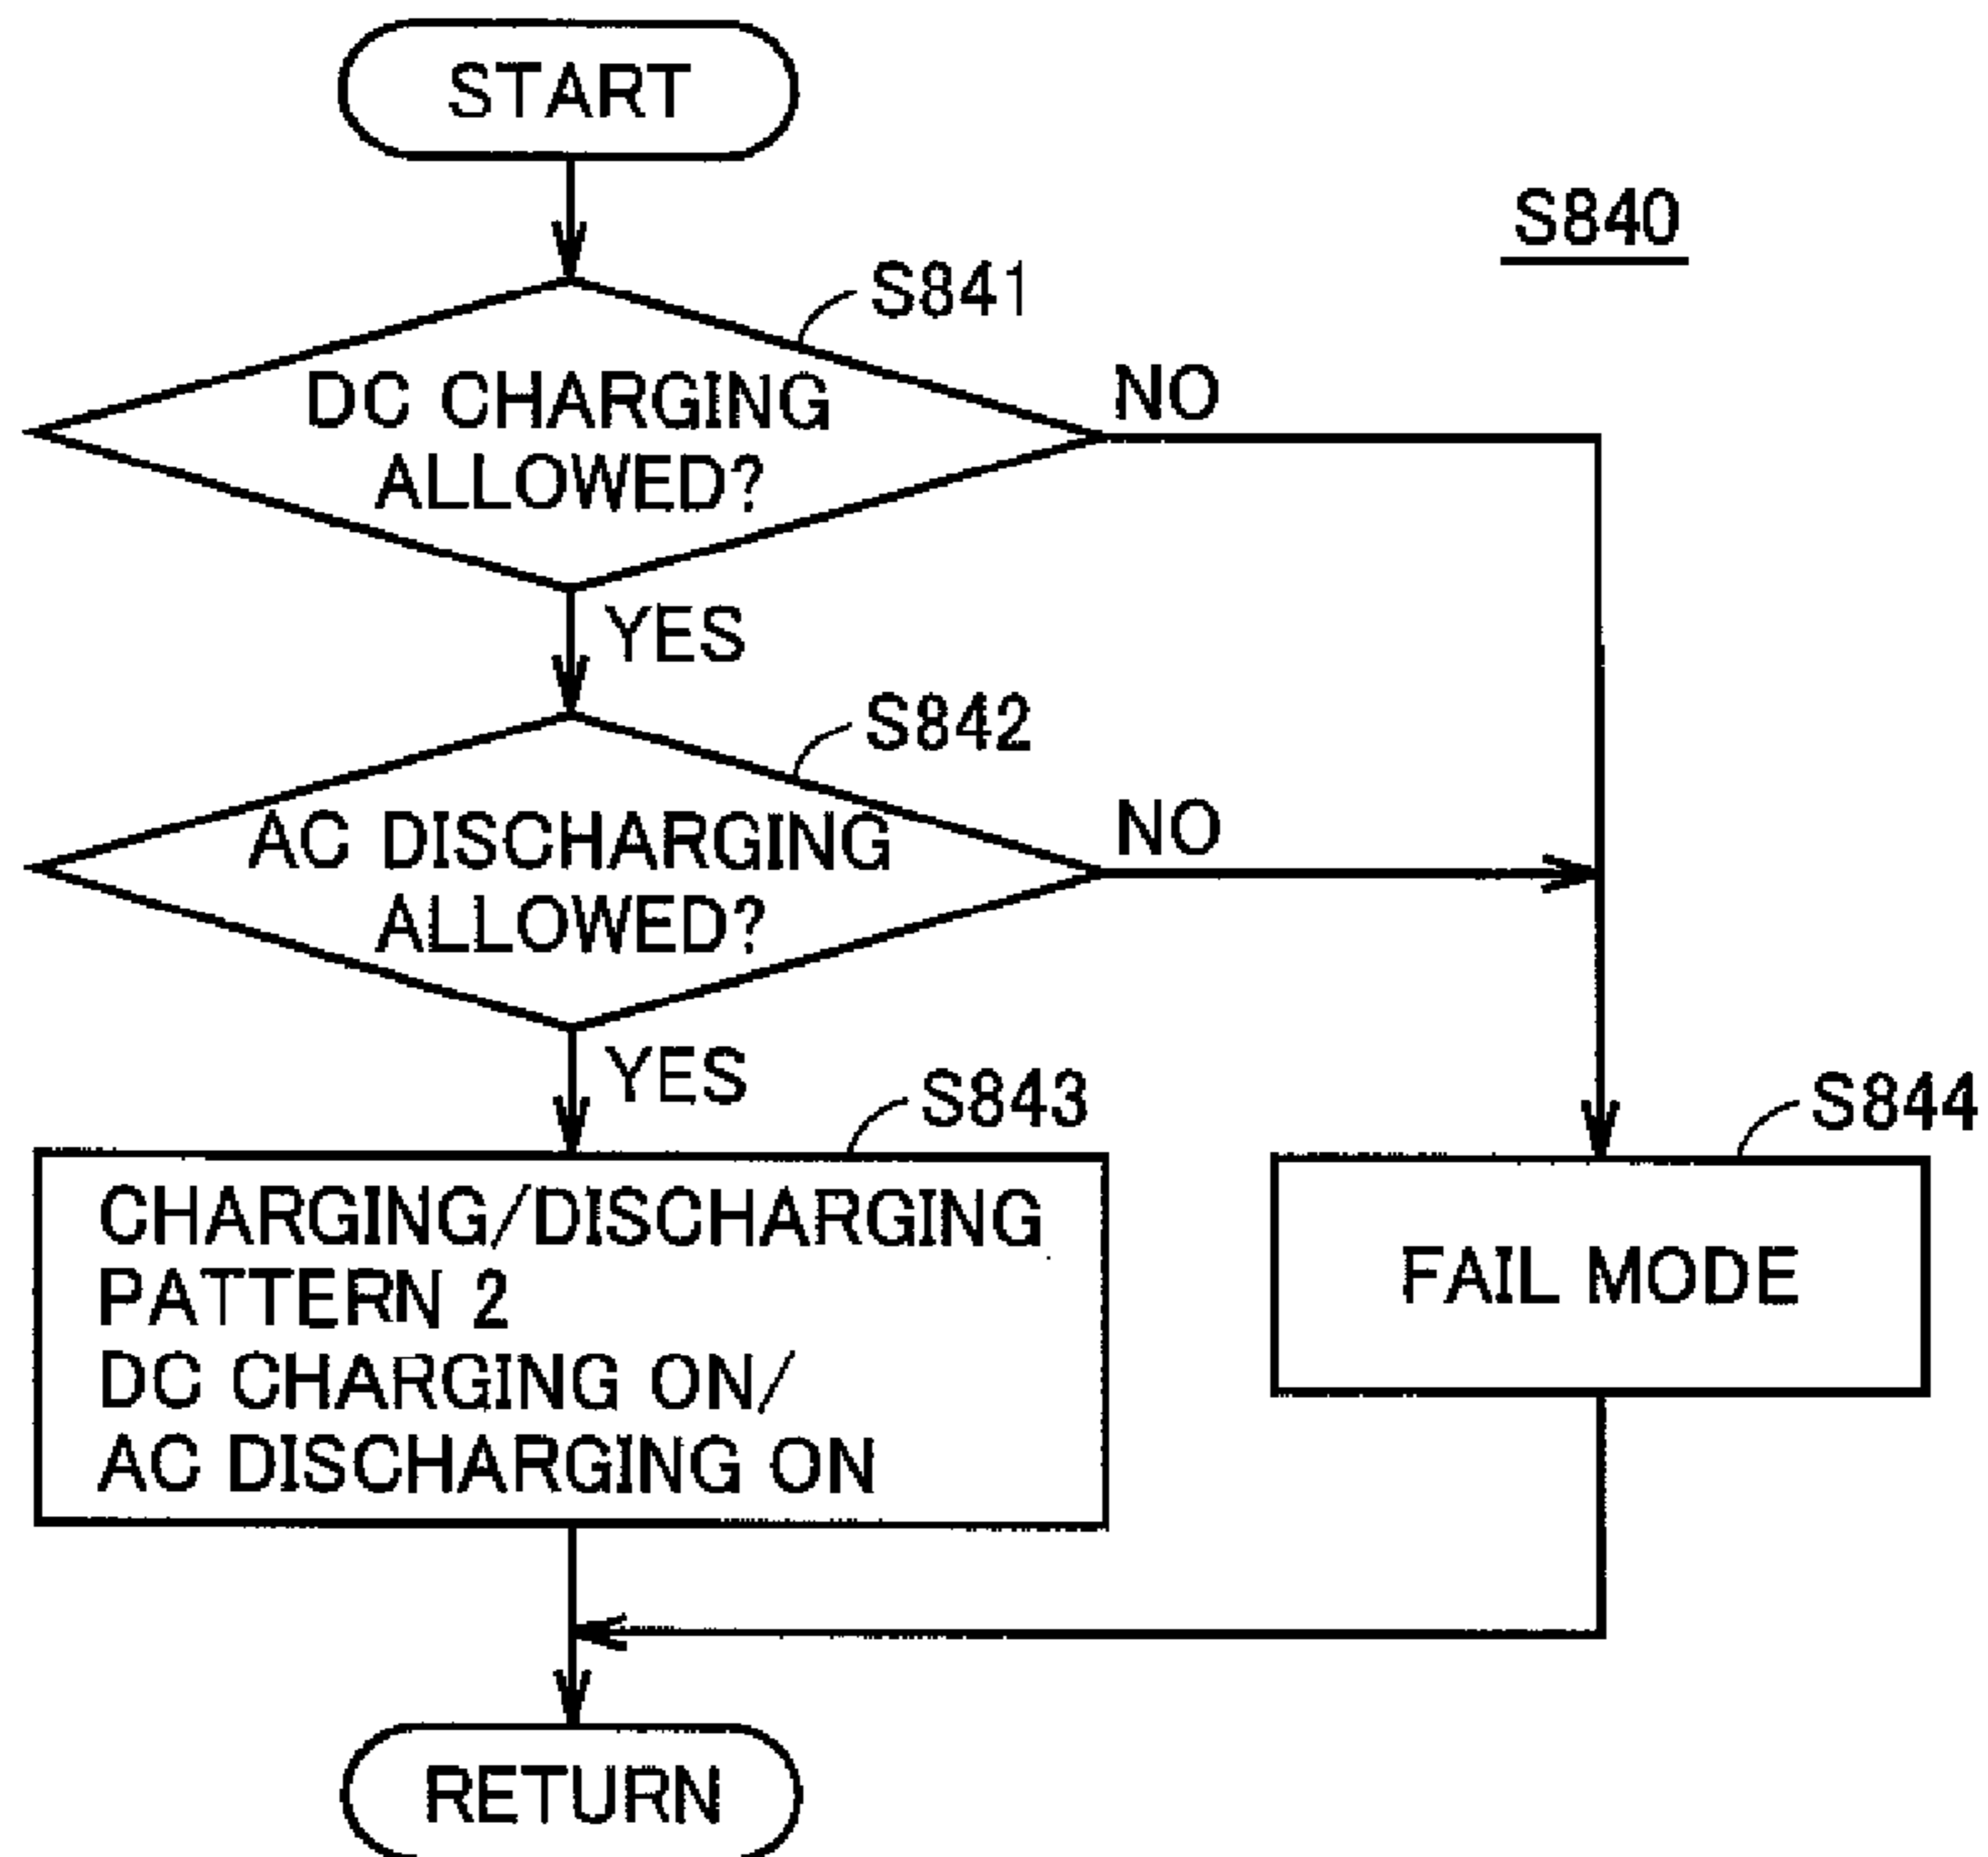 START
S840
S841
DC CHARGING
ALLOWED?
NO
YES
S842
AC DISCHARGING
ALLOWED?
NO
YES
S843
CHARGING/DISCHARGING
PATTERN 2
DC CHARGING ON/
AC DISCHARGING ON
S844
FAIL MODE
RETURN